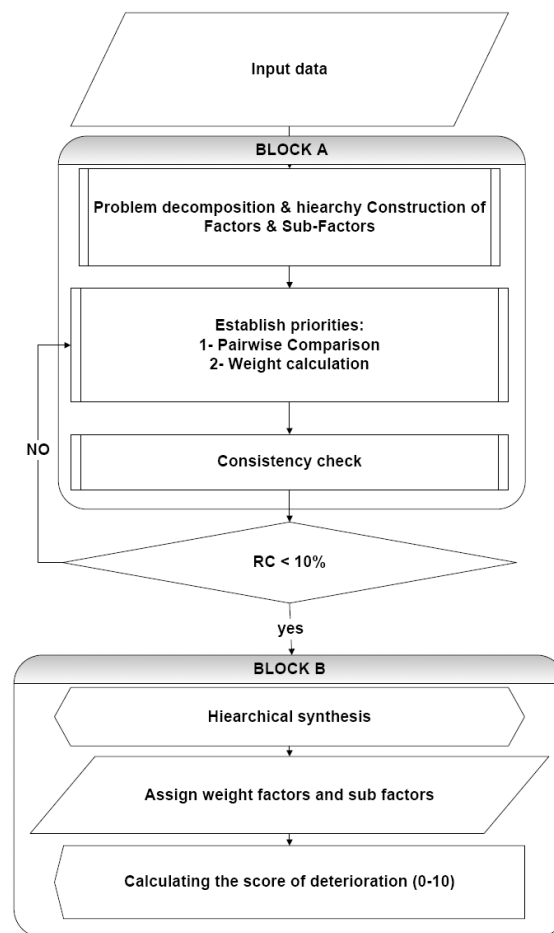 Input data
BLOCK A
Problem decomposition & hiearchy Construction of
Factors & Sub-Factors
Establish priorities:
1- Pairwise Comparison
2- Weight calculation
NO
Consistency check
RC < 10%
yes
BLOCK B
Hiearchical synthesis
Assign weight factors and sub factors
Calculating the score of deterioration (0-10)